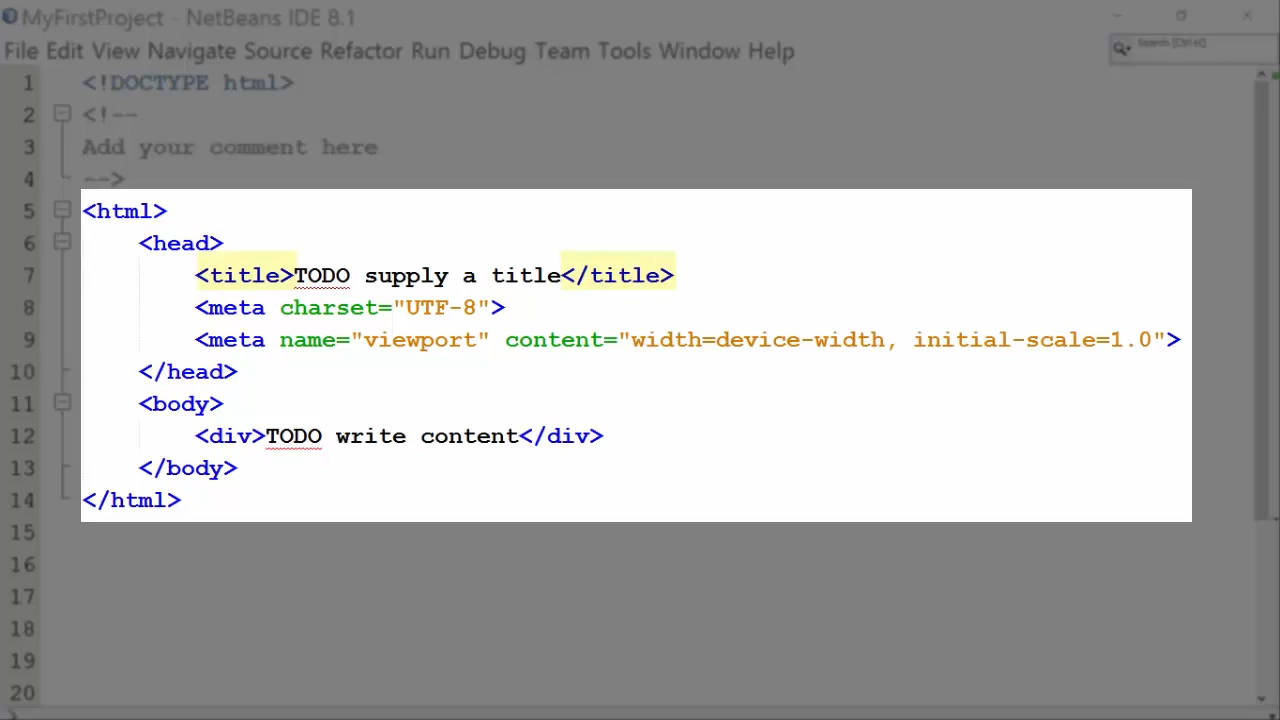 MyFirstProject - NetBeans IDE 8.1
File Edit View Navigate Source Refactor Run Debug Team Tools Window Help
Search (Ctrl+I)
1 <!DOCTYPE html>
2 <!--
3 Add your comment here
4 -->
5 <html>
6 <head>
7 <title>TODO supply a title</title>
8 <meta charset="UTF-8">
9 <meta name="viewport" content="width=device-width, initial-scale=1.0">
10 </head>
11 <body>
12 <div>TODO write content</div>
13 </body>
14 </html>
15
16
17
18
19
20